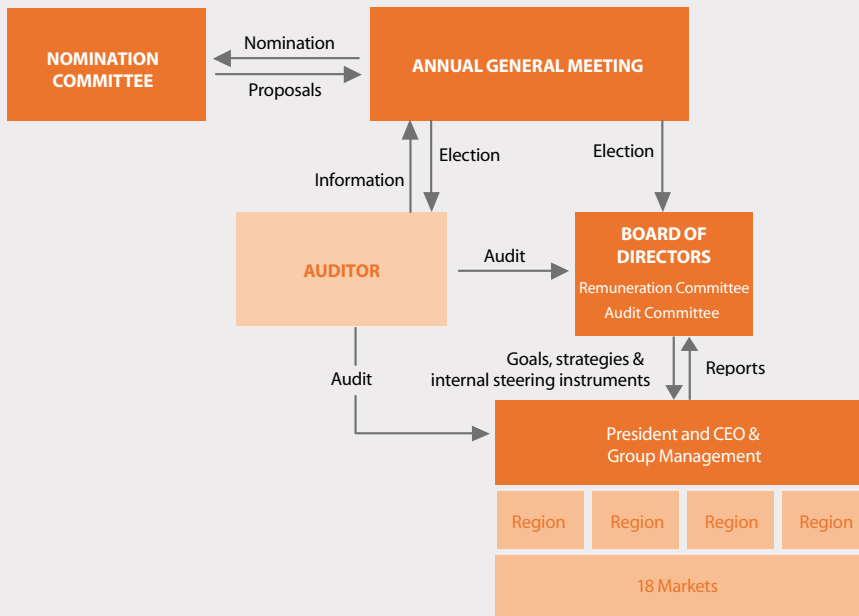 NOMINATION
COMMITTEE
Nomination
Proposals
ANNUAL GENERAL MEETING
Information
Election
Election
AUDITOR
Audit
BOARD OF
DIRECTORS
Remuneration Committee
Audit Committee
Audit
Goals, strategies &
internal steering instruments
Reports
President and CEO &
Group Management
Region
Region
Region
Region
18 Markets